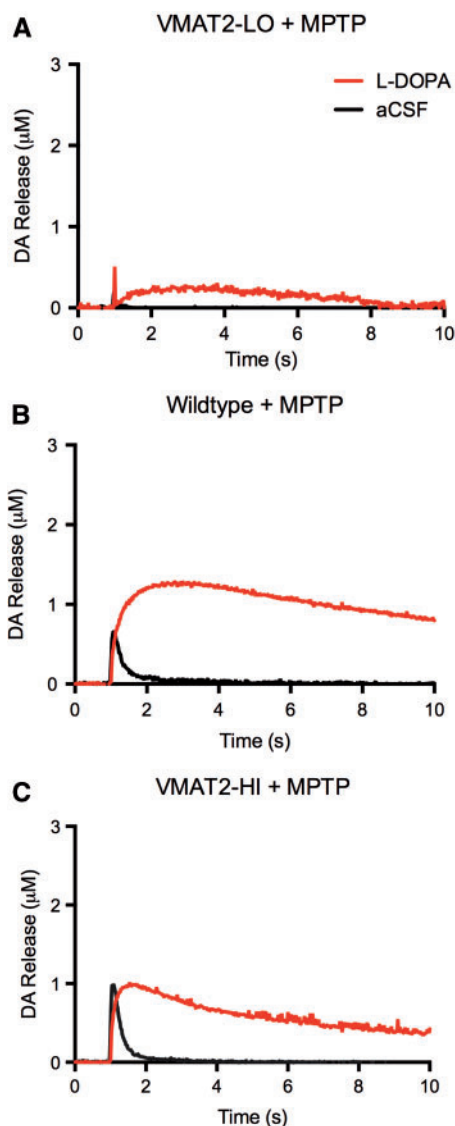 A
VMAT2-LO + MPTP
3
L-DOPA
aCSF
2
1
0
DA Release (μM)
0 2 4 6 8 10
Time (s)
B
Wildtype + MPTP
3
2
1
0
DA Release (μM)
0 2 4 6 8 10
Time (s)
C
VMAT2-HI + MPTP
3
2
1
0
DA Release (μM)
0 2 4 6 8 10
Time (s)